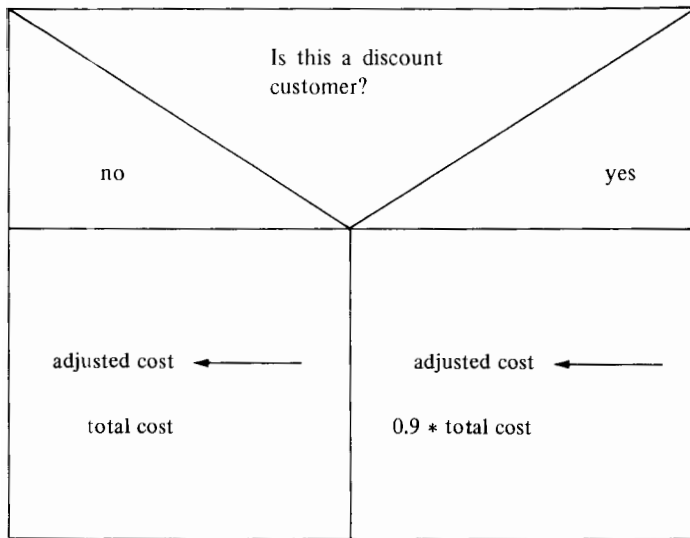 Is this a discount
customer?
no
yes
adjusted cost ←
total cost
adjusted cost ←
0.9 * total cost